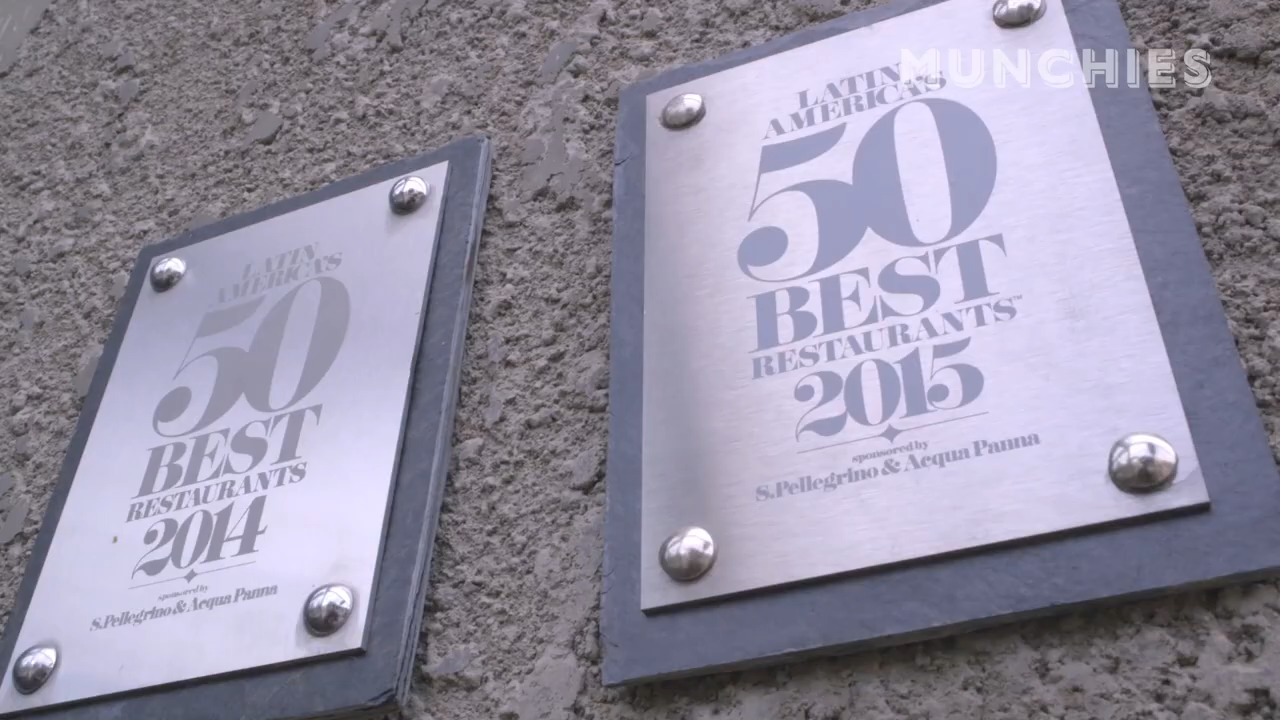 MUNCHIES
LATIN
AMERICA'S
50
BEST
RESTAURANTS
2014
sponsored by
S.Pellegrino & Acqua Panna
LATIN
AMERICA'S
50
BEST
RESTAURANTS™
2015
sponsored by
S.Pellegrino & Acqua Panna